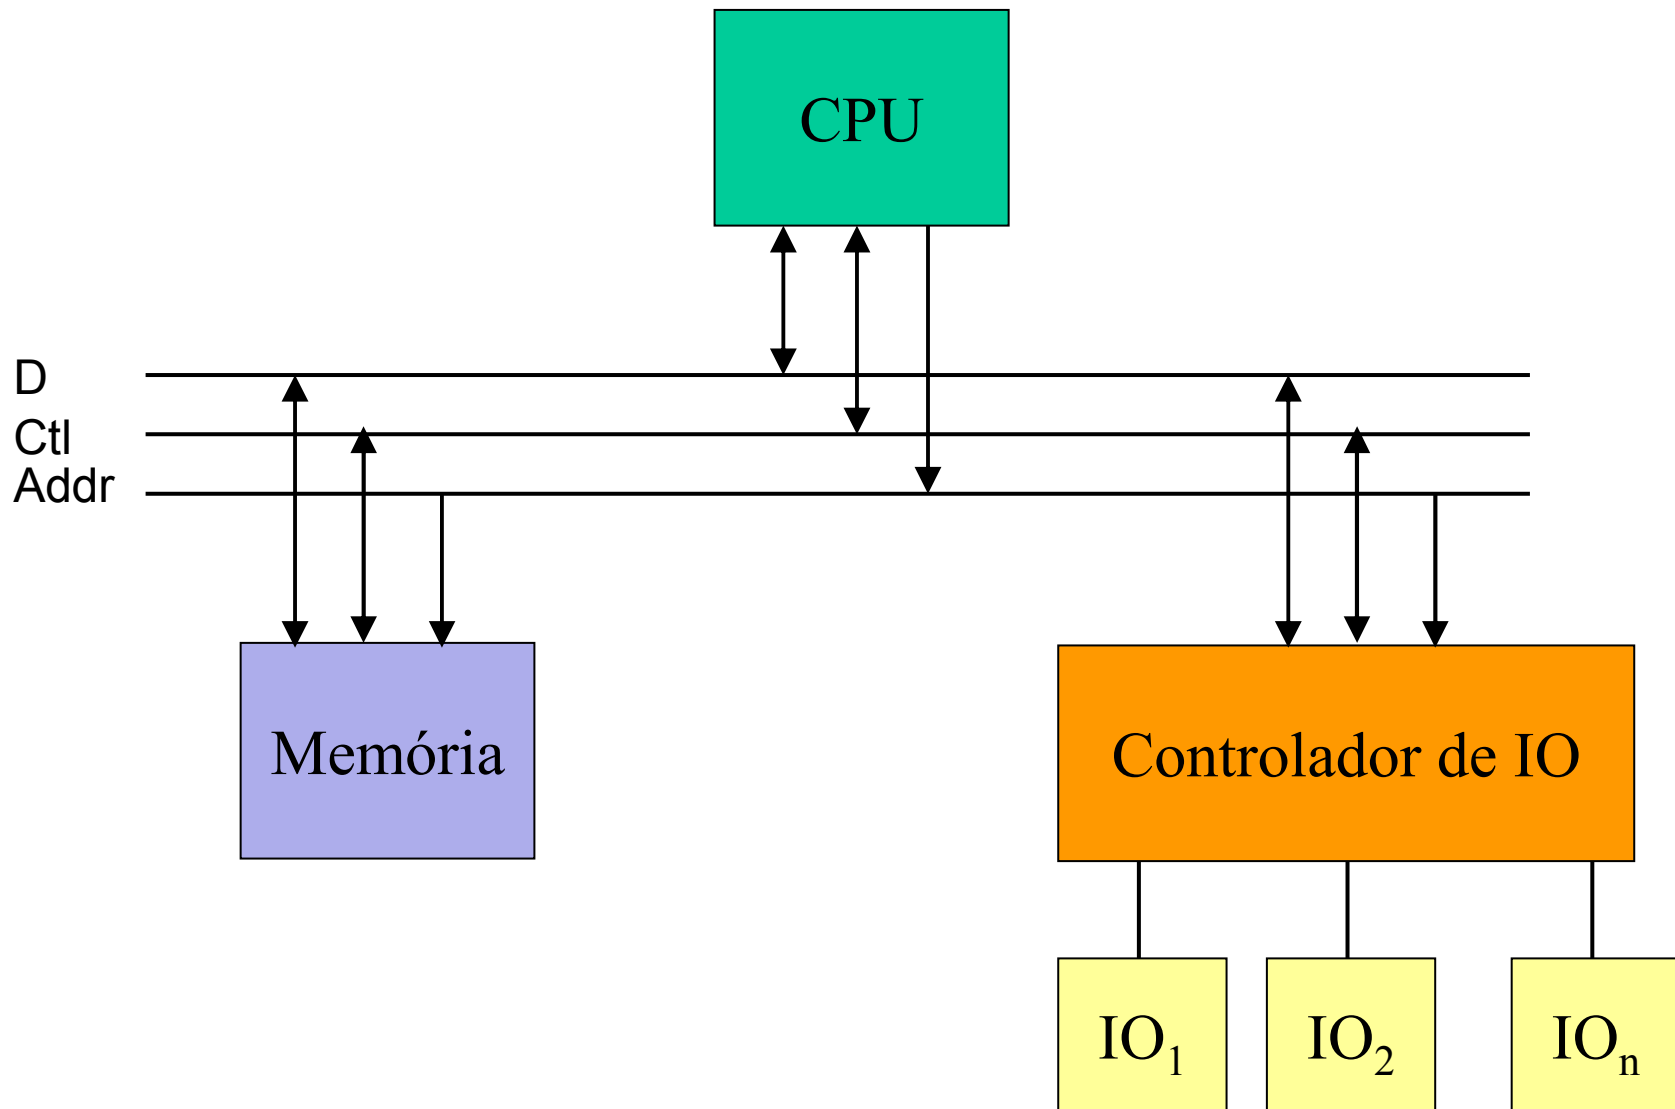 CPU
D
Ctl
Addr
Memória
Controlador de IO
IO₁
IO₂
IOₙ